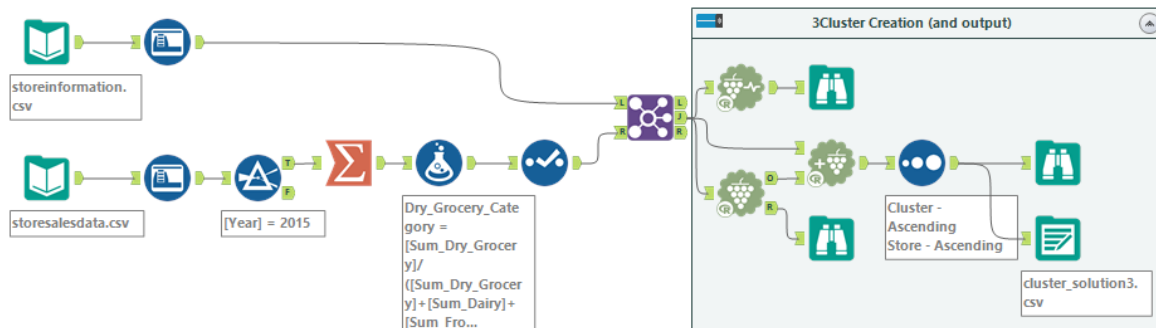 3Cluster Creation (and output)
storeinformation.
csv
L
R
L
J
R
storesalesdata.csv
T
F
[Year] = 2015
Dry_Grocery_Cate
gory =
[Sum_Dry_Grocer
y]/
([Sum_Dry_Grocer
y]+[Sum_Dairy]+
[Sum_Fro...
R
R
R
O
R
Cluster -
Ascending
Store - Ascending
cluster_solution3.
csv